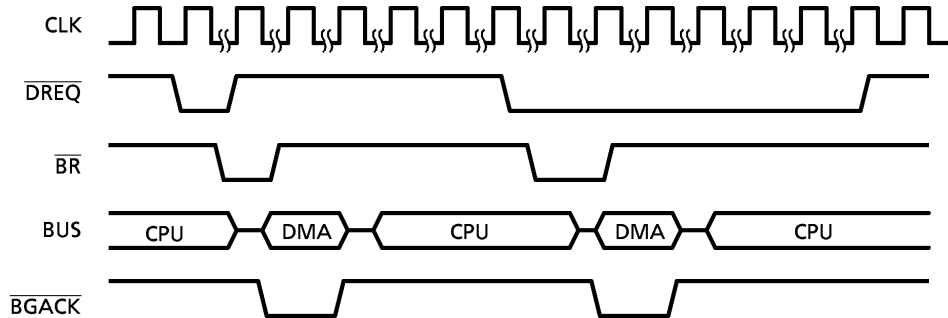 CLK
DREQ
BR
BUS CPU DMA CPU DMA CPU
BGACK